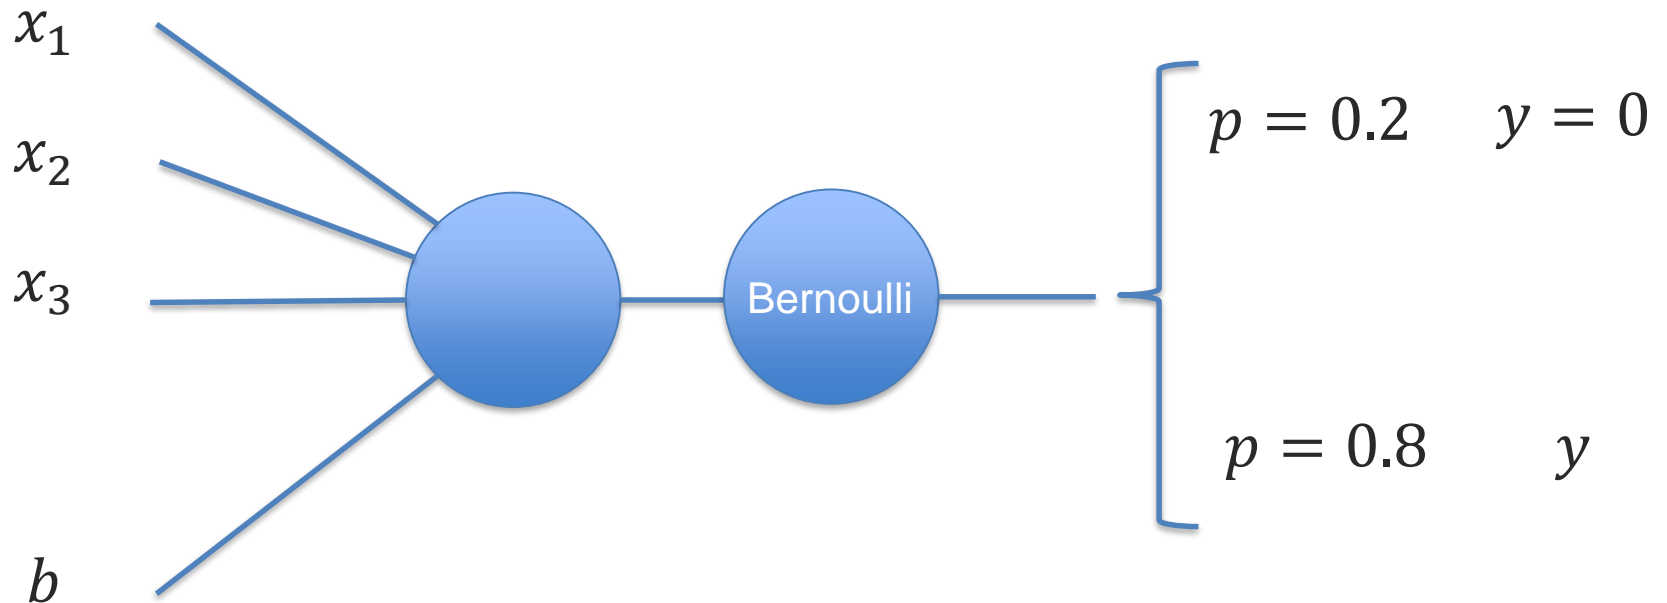 x₁
x₂
x₃
b
Bernoulli
p = 0.2 y = 0
p = 0.8 y